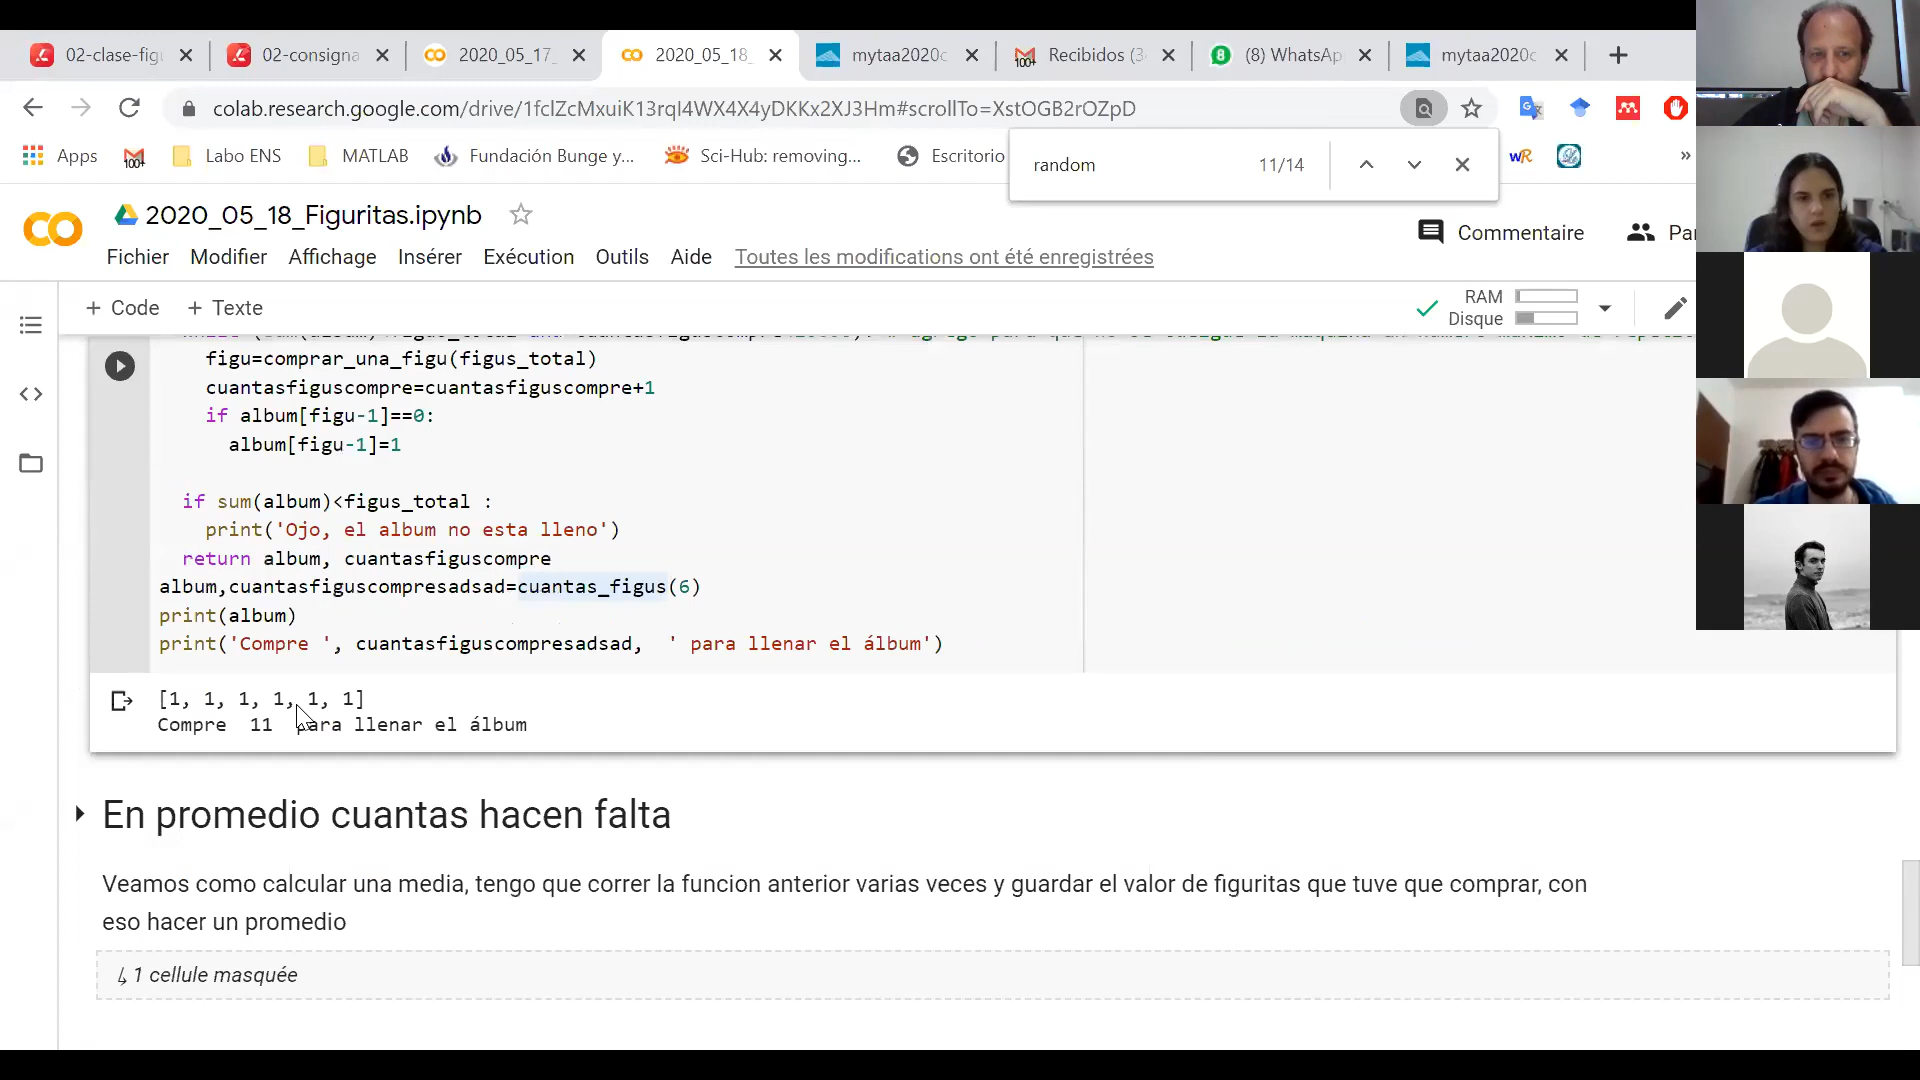 02-clase-figu
02-consigna
2020_05_17_
2020_05_18_
mytaa2020c
Recibidos (3
(8) WhatsAp
mytaa2020c
colab.research.google.com/drive/1fclZcMxuiK13rqI4WX4X4yDKKx2XJ3Hm#scrollTo=XstOGB2rOZpD
Apps
100+
Labo ENS
MATLAB
Fundación Bunge y...
Sci-Hub: removing...
Escritorio
random
11/14
wR
»
2020_05_18_Figuritas.ipynb
Commentaire
Par
Fichier Modifier Affichage Insérer Exécution Outils Aide Toutes les modifications ont été enregistrées
+ Code + Texte
RAM
Disque
figu=comprar_una_figu(figus_total)
cuantasfiguscompre=cuantasfiguscompre+1
if album[figu-1]==0:
album[figu-1]=1
if sum(album)<figus_total :
print('Ojo, el album no esta lleno')
return album, cuantasfiguscompre
album,cuantasfiguscompresadsad=cuantas_figus(6)
print(album)
print('Compre ', cuantasfiguscompresadsad,  ' para llenar el álbum')
[1, 1, 1, 1, 1, 1]
Compre  11  para llenar el álbum
En promedio cuantas hacen falta
Veamos como calcular una media, tengo que correr la funcion anterior varias veces y guardar el valor de figuritas que tuve que comprar, con
eso hacer un promedio
1 cellule masquée